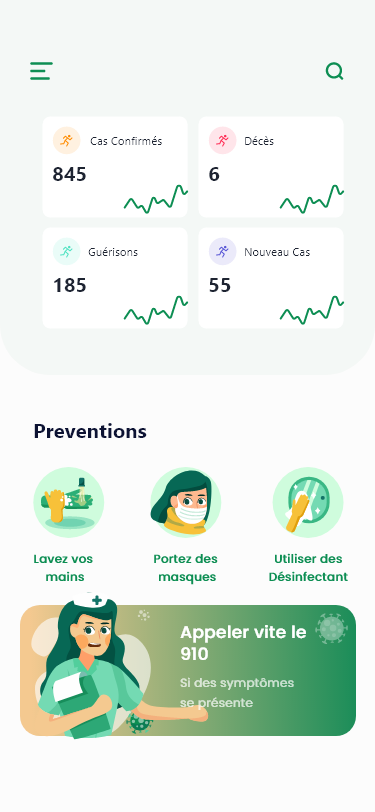 Cas Confirmés
845
Décès
6
Guérisons
185
Nouveau Cas
55
Preventions
Lavez vos
mains
Portez des
masques
Utiliser des
Désinfectant
Appeler vite le
910
Si des symptômes
se présente